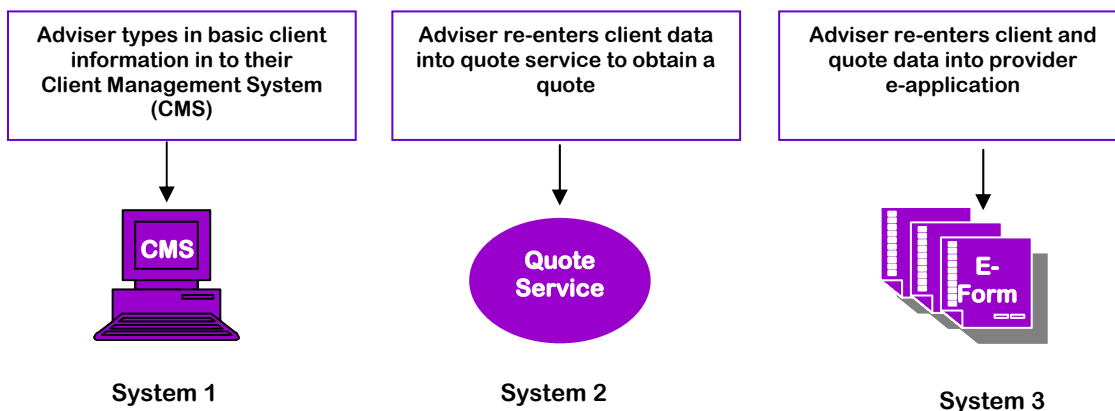 Adviser types in basic client
information in to their
Client Management System
(CMS)
Adviser re-enters client data
into quote service to obtain a
quote
Adviser re-enters client and
quote data into provider
e-application
CMS
Quote
Service
E-
Form
System 1
System 2
System 3